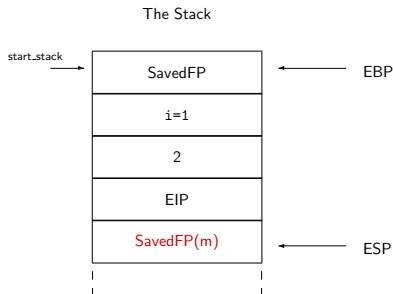 The Stack
start_stack
SavedFP
EBP
i=1
2
EIP
SavedFP(m)
ESP